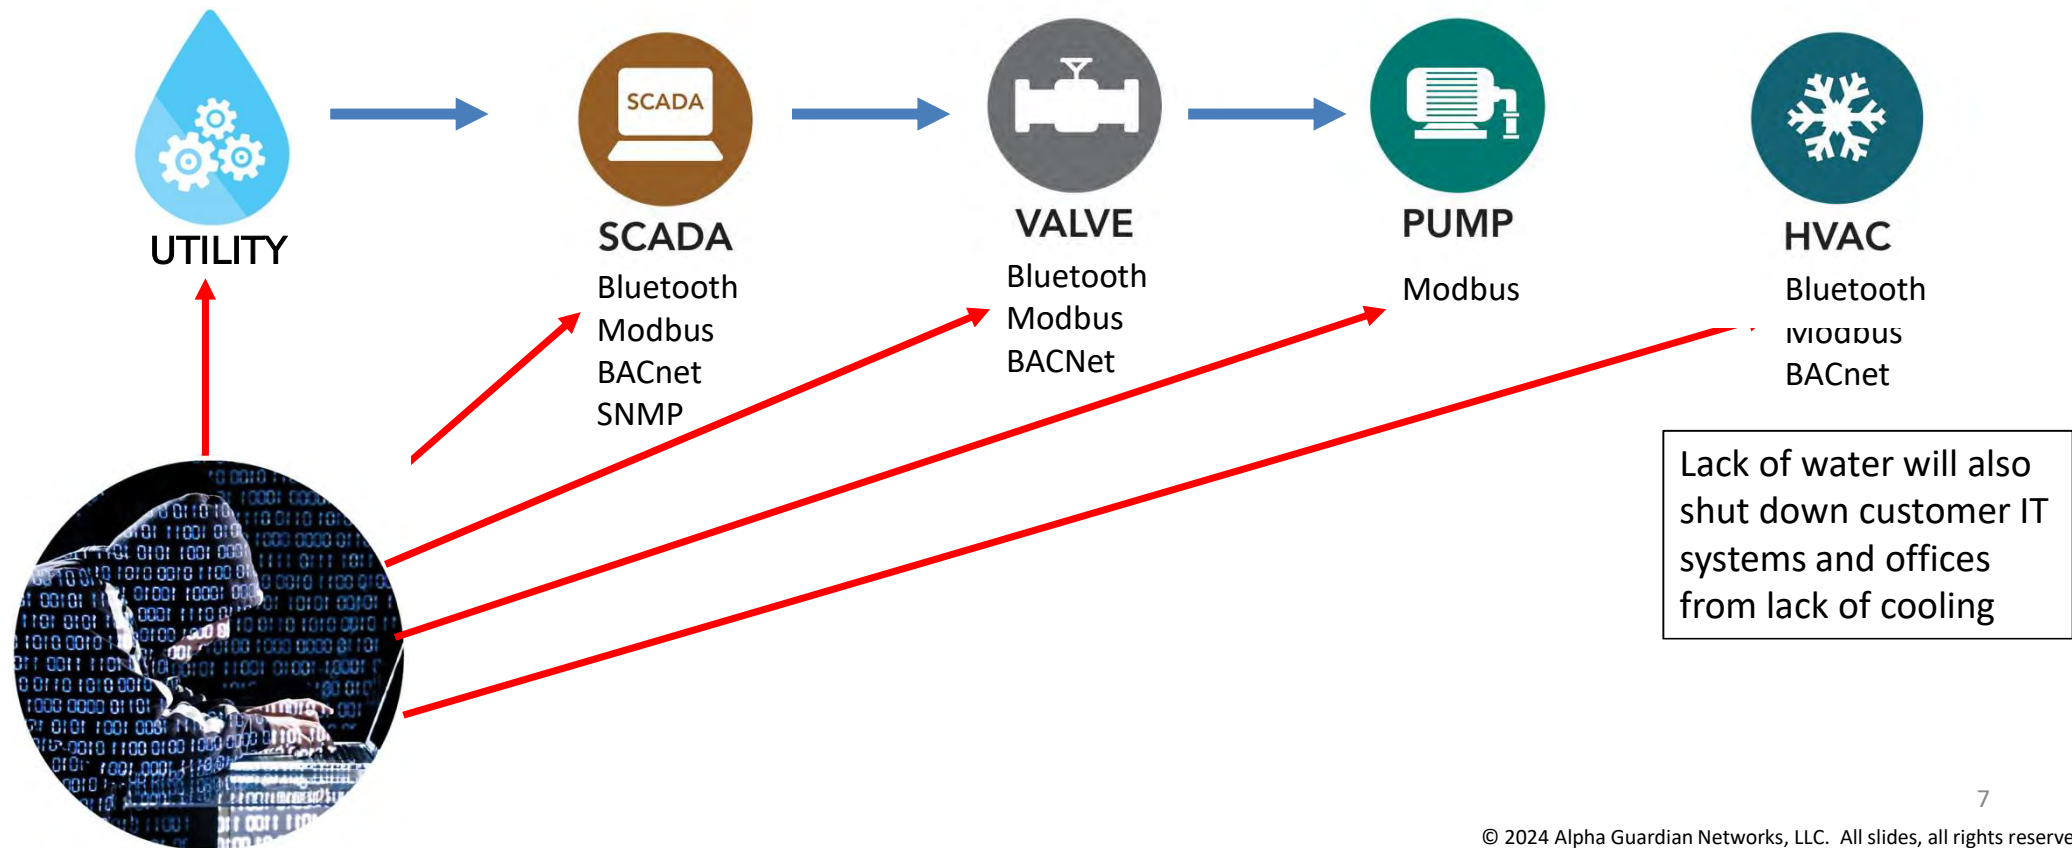 SCADA
UTILITY
SCADA
Bluetooth
Modbus
BACnet
SNMP
VALVE
Bluetooth
Modbus
BACNet
PUMP
Modbus
HVAC
Bluetooth
Modbus
BACnet
Lack of water will also
shut down customer IT
systems and offices
from lack of cooling
7
© 2024 Alpha Guardian Networks, LLC. All slides, all rights reserve